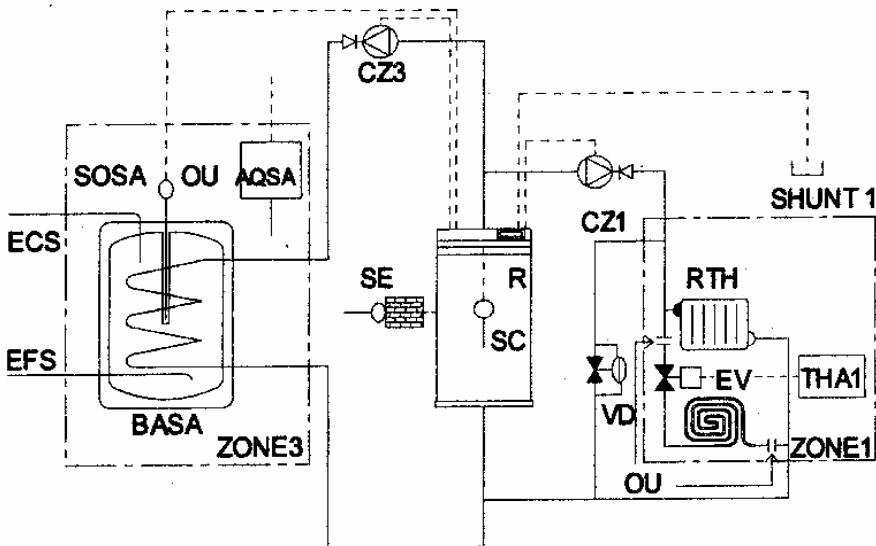 CZ3
SOSA
OU
AQSA
SHUNT 1
ECS
CZ1
SE
R
RTH
SC
EFS
EV
THA1
BASA
VD
ZONE3
ZONE1
OU